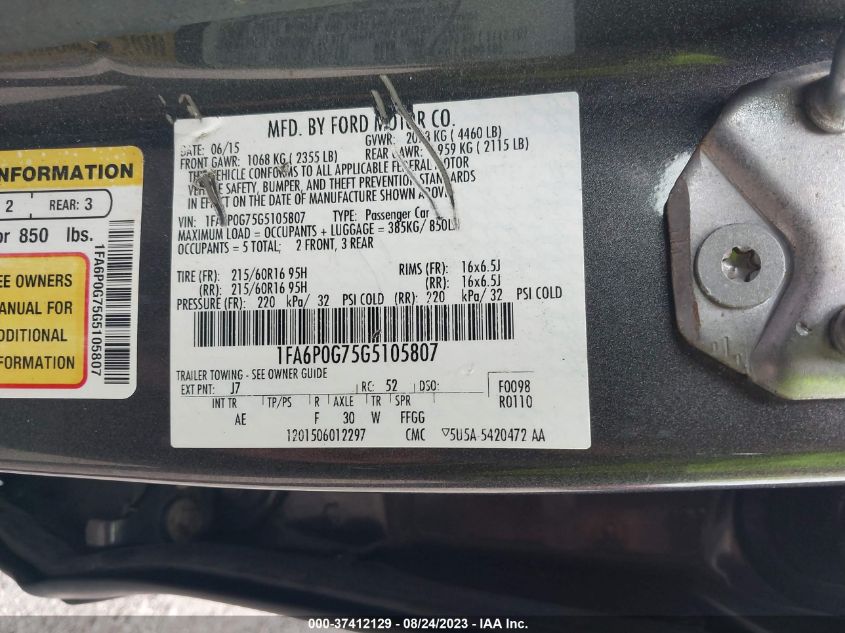 INFORMATION
2 REAR: 3
or 850 lbs.
EE OWNERS
ANUAL FOR
DDITIONAL
FORMATION
1FA6P0G75G5105807
MFD. BY FORD MOTOR CO.
DATE: 06/15 GVWR: KG ( 4460 LB)
FRONT GAWR: 1068 KG ( 2355 LB) REAR GAWR: 959 KG ( 2115 LB)
THIS VEHICLE CONFORMS TO ALL APPLICABLE FEDERAL MOTOR
VEHICLE SAFETY, BUMPER, AND THEFT PREVENTION STANDARDS
IN EFFECT ON THE DATE OF MANUFACTURE SHOWN ABOVE.
VIN: 1FA6P0G75G5105807 TYPE: Passenger Car
MAXIMUM LOAD = OCCUPANTS + LUGGAGE = 385KG/ 850LB
OCCUPANTS = 5 TOTAL; 2 FRONT, 3 REAR
TIRE (FR): 215/60R16 95H RIMS (FR): 16x6.5J
(RR): 215/60R16 95H (RR): 16x6.5J
PRESSURE (FR): 220 kPa/ 32 PSI COLD (RR): 220 kPa/ 32 PSI COLD
1FA6P0G75G5105807
TRAILER TOWING - SEE OWNER GUIDE
EXT PNT: J7 RC: 52 DSO: F0098
INT TR TP/PS R AXLE TR SPR R0110
AE F 30 W FFGG
1201506012297 CMC ▽5U5A-5420472 AA
000-37412129 - 08/24/2023 - COPYRIGHT © IAA, INC.